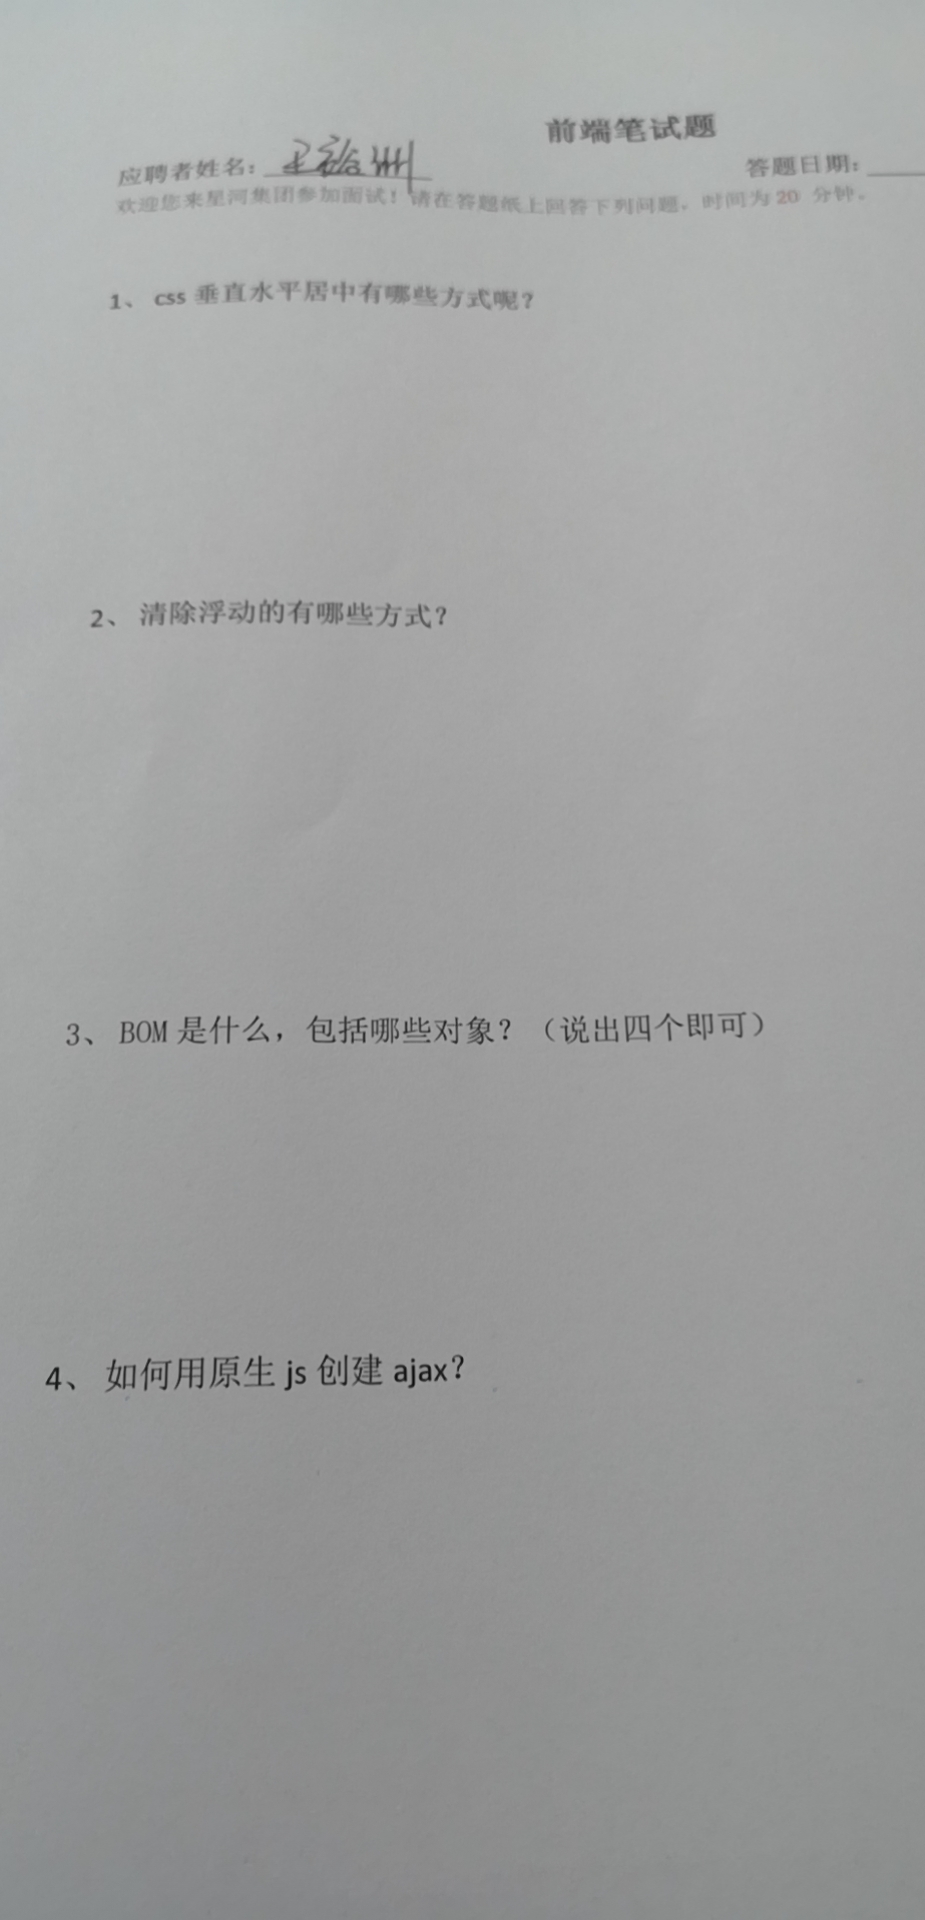 前端笔试题
应聘者姓名: 答题日期:
欢迎您来星河集团参加面试！请在答题纸上回答下列问题，时间为 20 分钟。
1、 css 垂直水平居中有哪些方式呢?
2、 清除浮动的有哪些方式?
3、 BOM 是什么，包括哪些对象? （说出四个即可）
4、 如何用原生 js 创建 ajax?